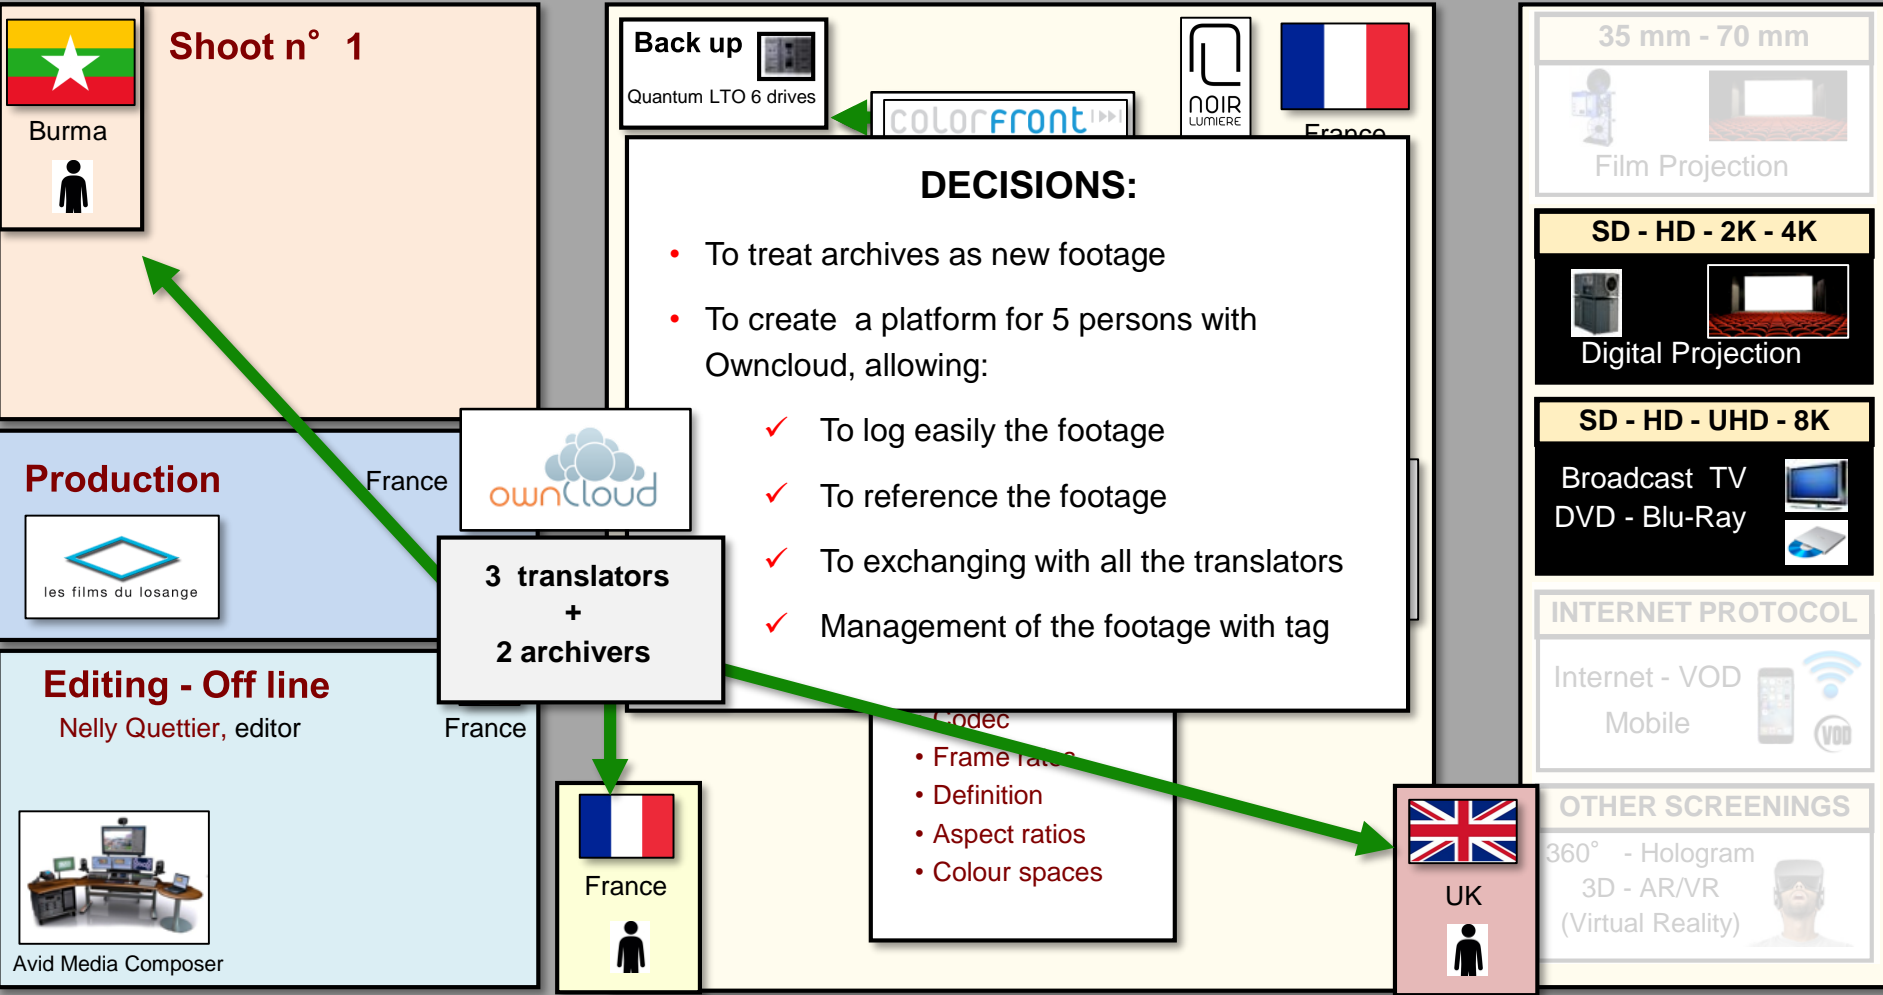 Shoot n° 1
Burma
Production
France
les films du losange
ownCloud
3 translators
+
2 archivers
Editing - Off line
Nelly Quettier, editor
France
Avid Media Composer
Back up
Quantum LTO 6 drives
colorfront
NOIR
LUMIERE
France
DECISIONS:
• To treat archives as new footage
• To create a platform for 5 persons with
Owncloud, allowing:
✓ To log easily the footage
✓ To reference the footage
✓ To exchanging with all the translators
✓ Management of the footage with tag
Codec
• Frame rates
• Definition
• Aspect ratios
• Colour spaces
France
UK
35 mm - 70 mm
Film Projection
SD - HD - 2K - 4K
Digital Projection
SD - HD - UHD - 8K
Broadcast TV
DVD - Blu-Ray
INTERNET PROTOCOL
Internet - VOD
Mobile
VOD
OTHER SCREENINGS
360° - Hologram
3D - AR/VR
(Virtual Reality)